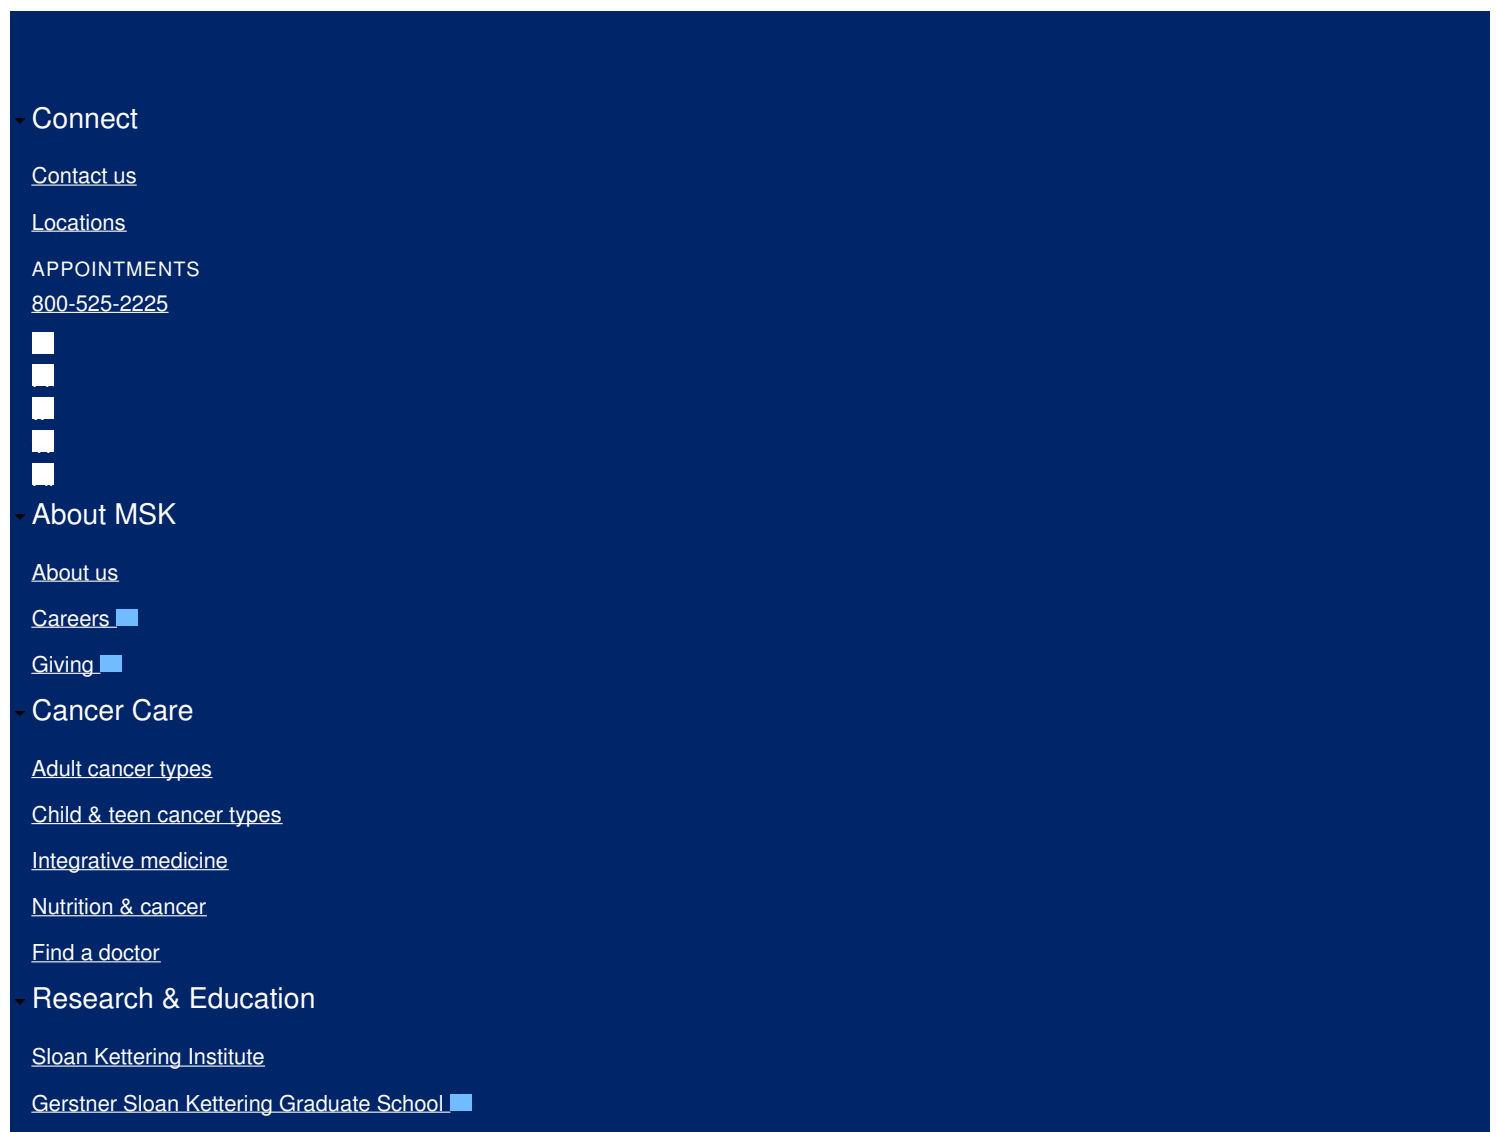 Connect
Contact us
Locations
APPOINTMENTS
800-525-2225
About MSK
About us
Careers
Giving
Cancer Care
Adult cancer types
Child & teen cancer types
Integrative medicine
Nutrition & cancer
Find a doctor
Research & Education
Sloan Kettering Institute
Gerstner Sloan Kettering Graduate School